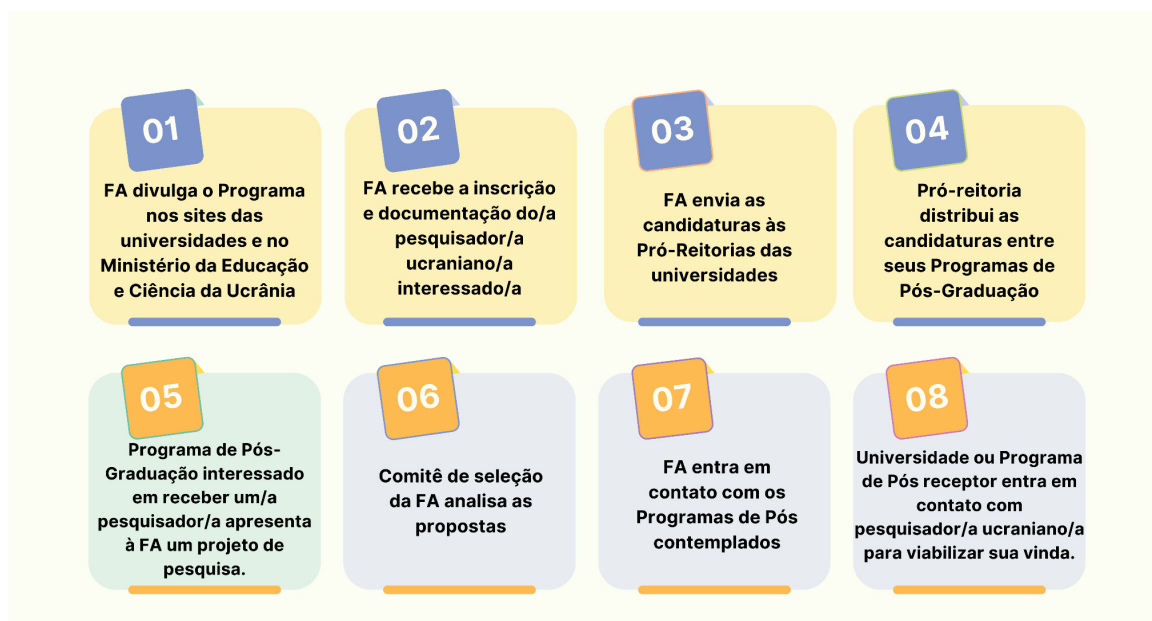 01
FA divulga o Programa
nos sites das
universidades e no
Ministério da Educação
e Ciência da Ucrânia
02
FA recebe a inscrição
e documentação do/a
pesquisador/a
ucraniano/a
interessado/a
03
FA envia as
candidaturas às
Pró-Reitorias das
universidades
04
Pró-reitoria
distribui as
candidaturas entre
seus Programas de
Pós-Graduação
05
Programa de Pós-
Graduação interessado
em receber um/a
pesquisador/a apresenta
à FA um projeto de
pesquisa.
06
Comitê de seleção
da FA analisa as
propostas
07
FA entra em
contato com os
Programas de Pós
contemplados
08
Universidade ou Programa
de Pós receptor entra em
contato com
pesquisador/a ucraniano/a
para viabilizar sua vinda.